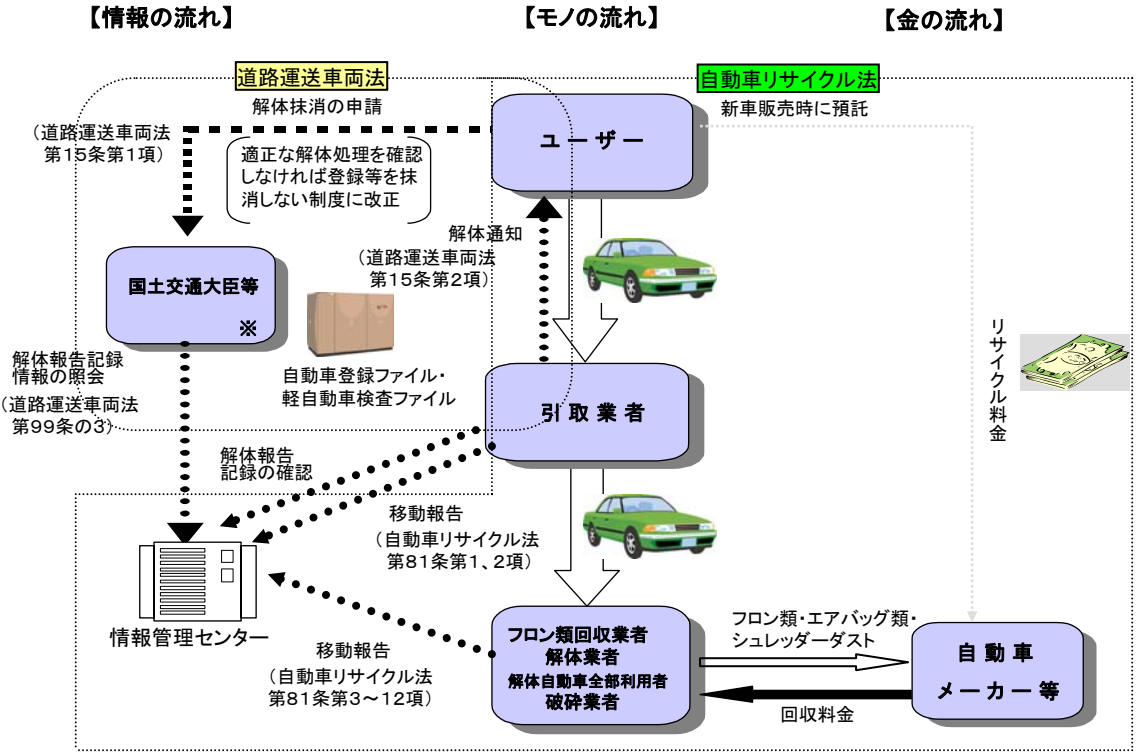 【情報の流れ】
【モノの流れ】
【金の流れ】
道路運送車両法
自動車リサイクル法
解体抹消の申請
新車販売時に預託
（道路運送車両法
第15条第1項）
ユーザー
適正な解体処理を確認
しなければ登録等を抹
消しない制度に改正
解体通知
（道路運送車両法
第15条第2項）
国土交通大臣等
※
リサイクル料金
解体報告記録
情報の照会
（道路運送車両法
第99条の3）
自動車登録ファイル・
軽自動車検査ファイル
引取業者
解体報告
記録の確認
移動報告
（自動車リサイクル法
第81条第1、2項）
情報管理センター
フロン類・エアバッグ類・
シュレッダーダスト
フロン類回収業者
解体業者
解体自動車全部利用者
破砕業者
自動車
メーカー等
移動報告
（自動車リサイクル法
第81条第3～12項）
回収料金